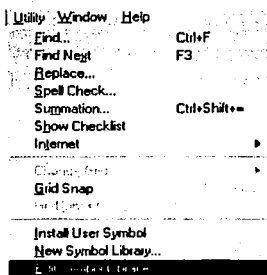 Utility Window Help
Find... Ctrl+F
Find Next F3
Replace...
Spell Check...
Summation... Ctrl+Shift+=
Show Checklist
Internet
Grid Snap
Install User Symbol
New Symbol Library...